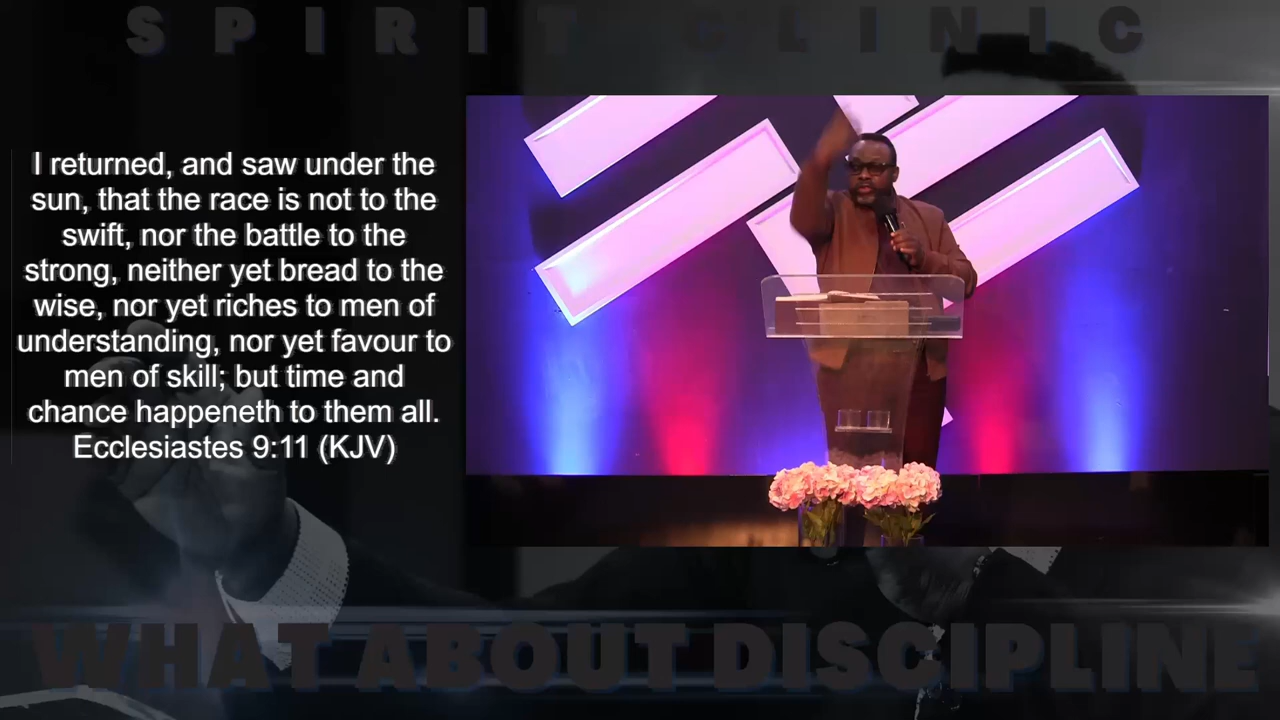 SPIRIT CLINIC
I returned, and saw under the
sun, that the race is not to the
swift, nor the battle to the
strong, neither yet bread to the
wise, nor yet riches to men of
understanding, nor yet favour to
men of skill; but time and
chance happeneth to them all.
Ecclesiastes 9:11 (KJV)
WHAT ABOUT DISCIPLINE